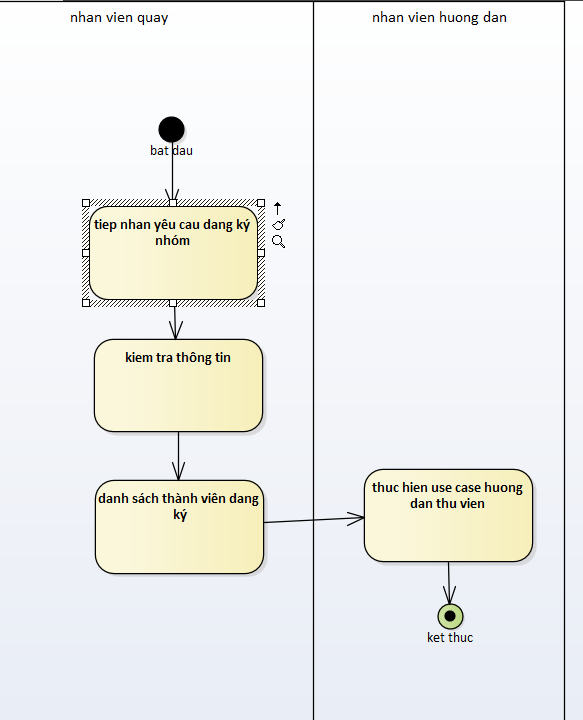 nhan vien quay
nhan vien huong dan
bat dau
tiep nhan yêu cau dang ký
nhóm
kiem tra thông tin
danh sách thành viên dang
ký
thuc hien use case huong
dan thu vien
ket thuc